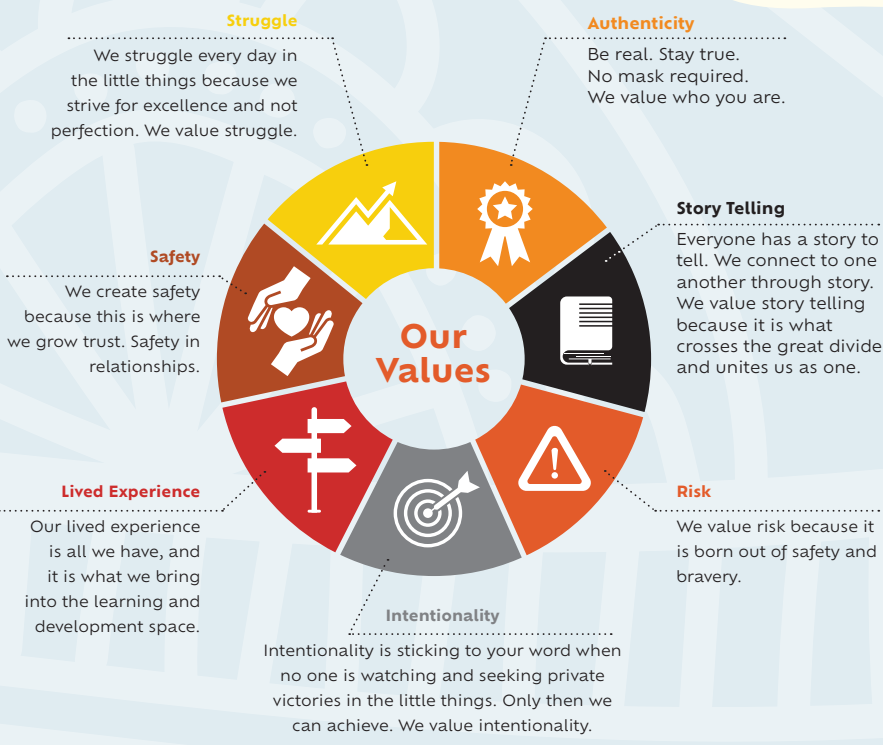 Struggle
We struggle every day in
the little things because we
strive for excellence and not
perfection. We value struggle.
Authenticity
Be real. Stay true.
No mask required.
We value who you are.
Story Telling
Everyone has a story to
tell. We connect to one
another through story.
We value story telling
because it is what
crosses the great divide
and unites us as one.
Safety
We create safety
because this is where
we grow trust. Safety in
relationships.
Our
Values
Lived Experience
Our lived experience
is all we have, and
it is what we bring
into the learning and
development space.
Risk
We value risk because it
is born out of safety and
bravery.
Intentionality
Intentionality is sticking to your word when
no one is watching and seeking private
victories in the little things. Only then we
can achieve. We value intentionality.